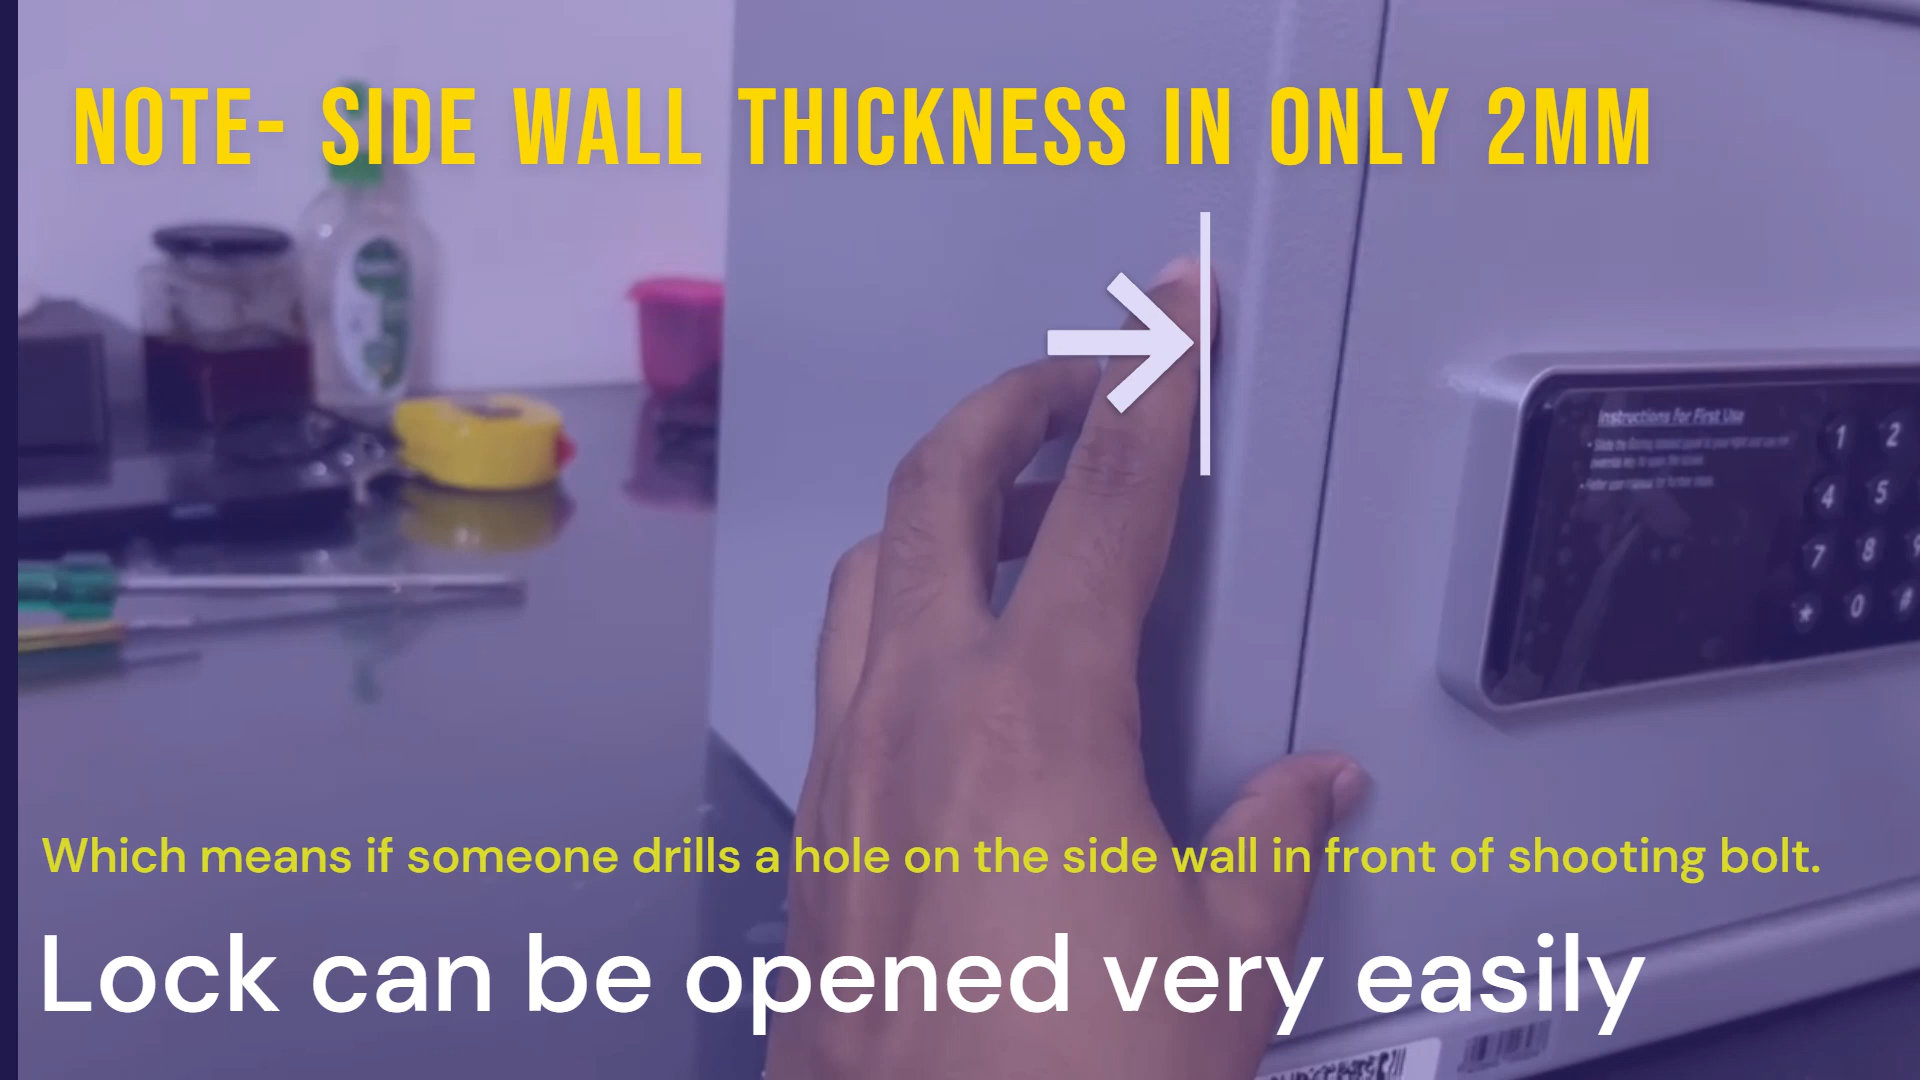 NOTE- SIDE WALL THICKNESS IN ONLY 2MM
Instructions for First Use
1 2
4 5
7 8 9
* 0 #
Which means if someone drills a hole on the side wall in front of shooting bolt.
Lock can be opened very easily